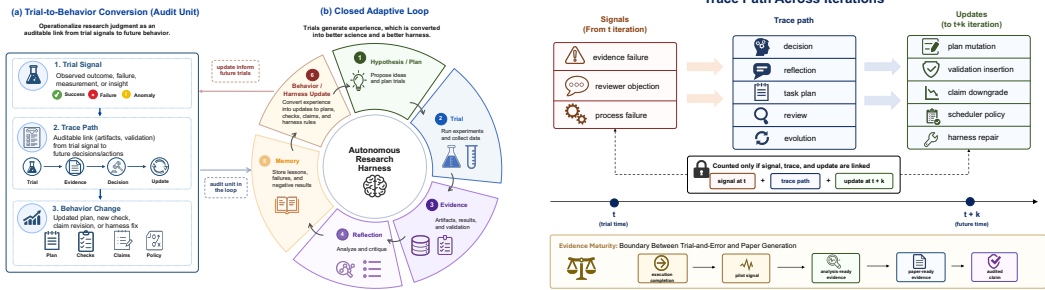 (a) Trial-to-Behavior Conversion (Audit Unit)
Operationalize research judgment as an
auditable link from trial signals to future behavior.
1. Trial Signal
Observed outcome, failure,
measurement, or insight
Success
Failure
Anomaly
2. Trace Path
Auditable link (artifacts, validation)
from trial signal to
future decisions/actions
Trial
Evidence
Decision
Update
3. Behavior Change
Updated plan, new check,
claim revision, or harness fix
Plan
Checks
Claims
Policy
update inform
future trials
audit unit in
the loop
(b) Closed Adaptive Loop
Trials generate experience, which is converted
into better science and a better harness.
1
Hypothesis / Plan
Propose ideas
and plan trials
2
Trial
Run experiments
and collect data
3
Evidence
Artifacts, results,
and validation
4
Reflection
Analyze and critique
Memory
Store lessons,
failures, and
negative results
6
Behavior /
Harness Update
Convert experience
into updates to plans,
checks, claims, and
harness rules
Autonomous
Research
Harness
Trace Path Across Iterations
Signals
(From t iteration)
evidence failure
reviewer objection
process failure
Trace path
decision
reflection
task plan
review
evolution
Updates
(to t+k iteration)
plan mutation
validation insertion
claim downgrade
scheduler policy
harness repair
Counted only if signal, trace, and update are linked
signal at t + trace path + update at t + k
t
(trial time)
t + k
(future time)
Evidence Maturity: Boundary Between Trial-and-Error and Paper Generation
execution
completion
pilot signal
analysis-ready
evidence
paper-ready
evidence
audited
claim